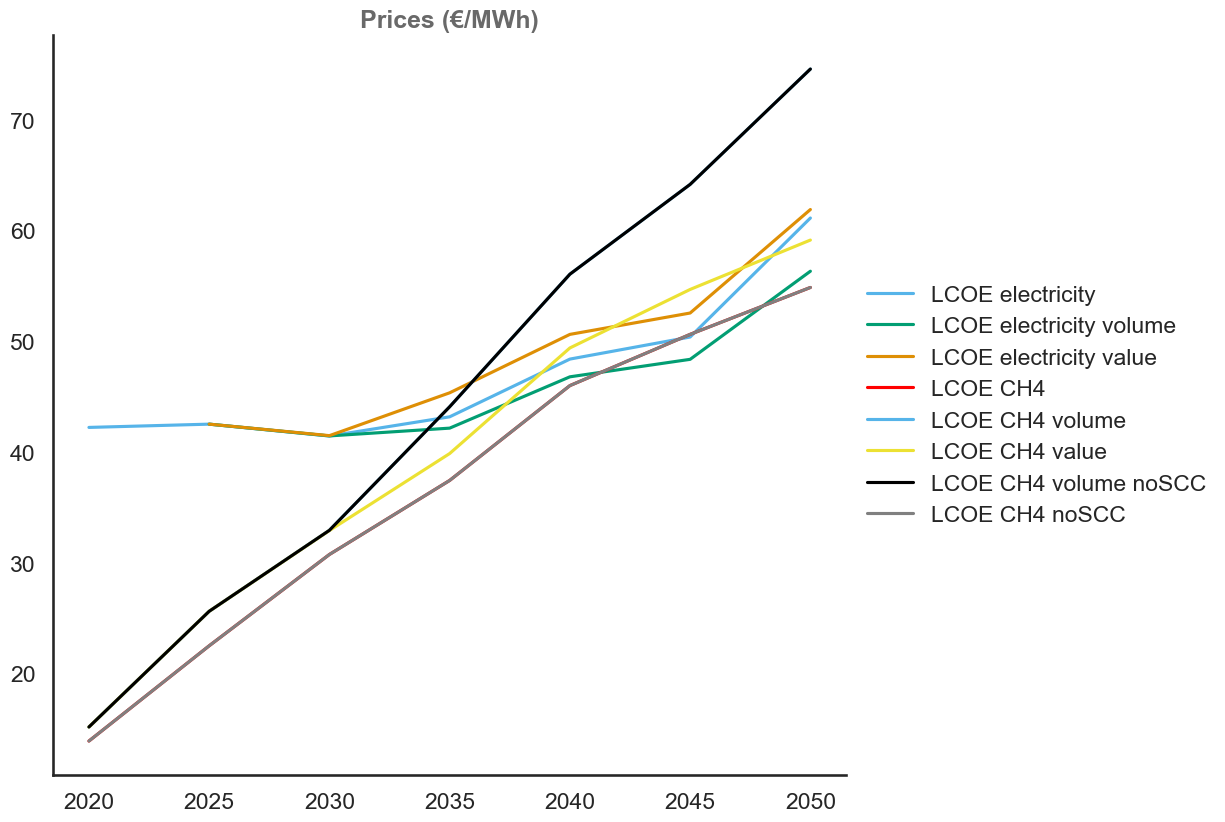 Prices (€/MWh)
70
60
50
40
30
20
2020 2025 2030 2035 2040 2045 2050
LCOE electricity
LCOE electricity volume
LCOE electricity value
LCOE CH4
LCOE CH4 volume
LCOE CH4 value
LCOE CH4 volume noSCC
LCOE CH4 noSCC